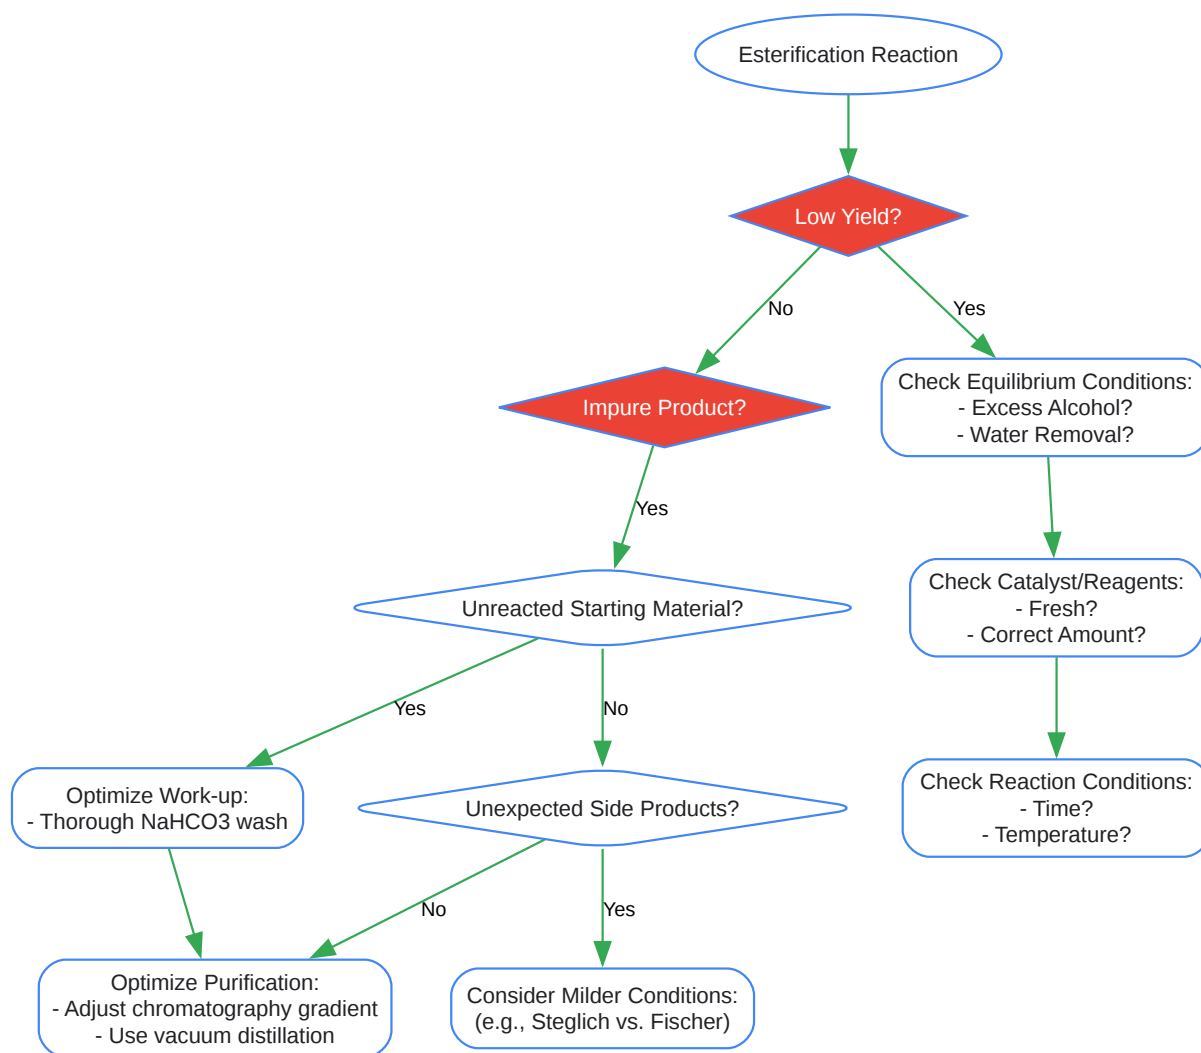 Esterification Reaction
Low Yield?
No
Yes
Check Equilibrium Conditions:
- Excess Alcohol?
- Water Removal?
Impure Product?
Yes
Check Catalyst/Reagents:
- Fresh?
- Correct Amount?
Unreacted Starting Material?
Yes
No
Check Reaction Conditions:
- Time?
- Temperature?
Optimize Work-up:
- Thorough NaHCO3 wash
Unexpected Side Products?
No
Yes
Optimize Purification:
- Adjust chromatography gradient
- Use vacuum distillation
Consider Milder Conditions:
(e.g., Steglich vs. Fischer)